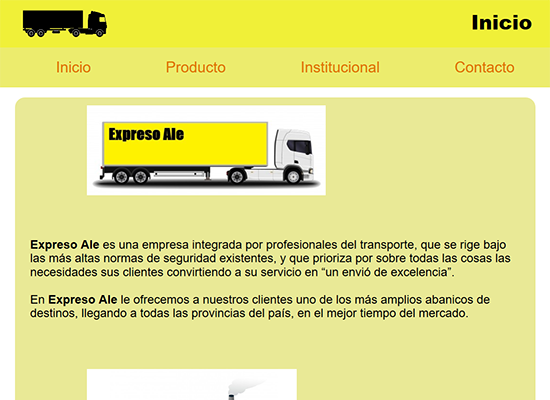 Inicio
Inicio Producto Institucional Contacto
Expreso Ale
Expreso Ale es una empresa integrada por profesionales del transporte, que se rige bajo
las más altas normas de seguridad existentes, y que prioriza por sobre todas las cosas las
necesidades sus clientes convirtiendo a su servicio en “un envió de excelencia”.
En Expreso Ale le ofrecemos a nuestros clientes uno de los más amplios abanicos de
destinos, llegando a todas las provincias del país, en el mejor tiempo del mercado.